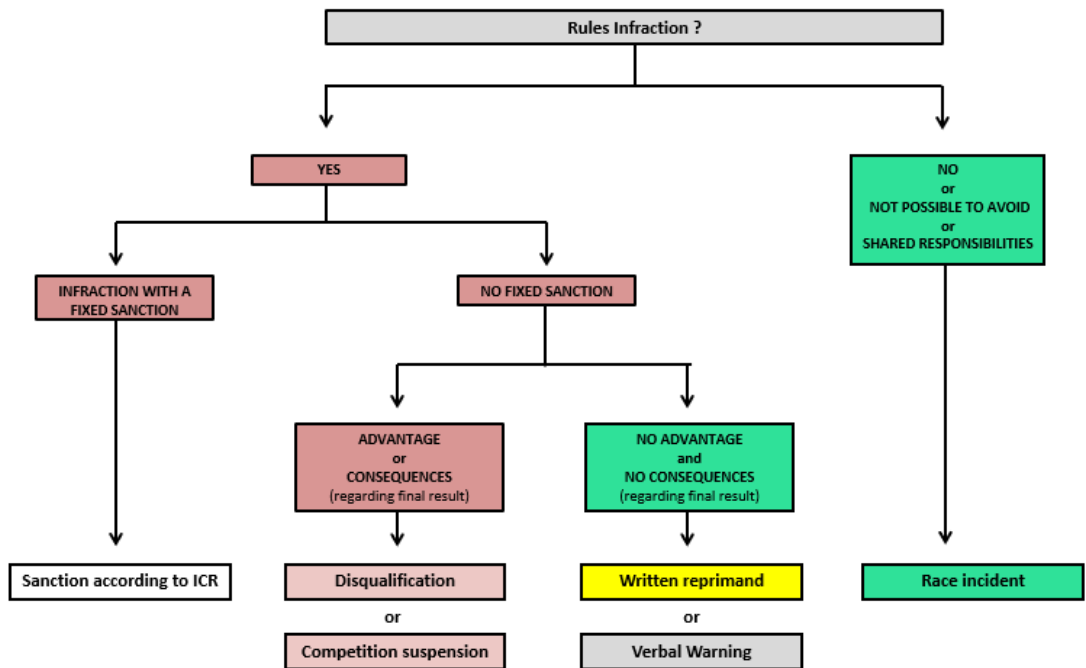 Rules Infraction ?
YES
NO
or
NOT POSSIBLE TO AVOID
or
SHARED RESPONSIBILITIES
INFRACTION WITH A
FIXED SANCTION
NO FIXED SANCTION
ADVANTAGE
or
CONSEQUENCES
(regarding final result)
NO ADVANTAGE
and
NO CONSEQUENCES
(regarding final result)
Sanction according to ICR
Disqualification
or
Competition suspension
Written reprimand
or
Verbal Warning
Race incident